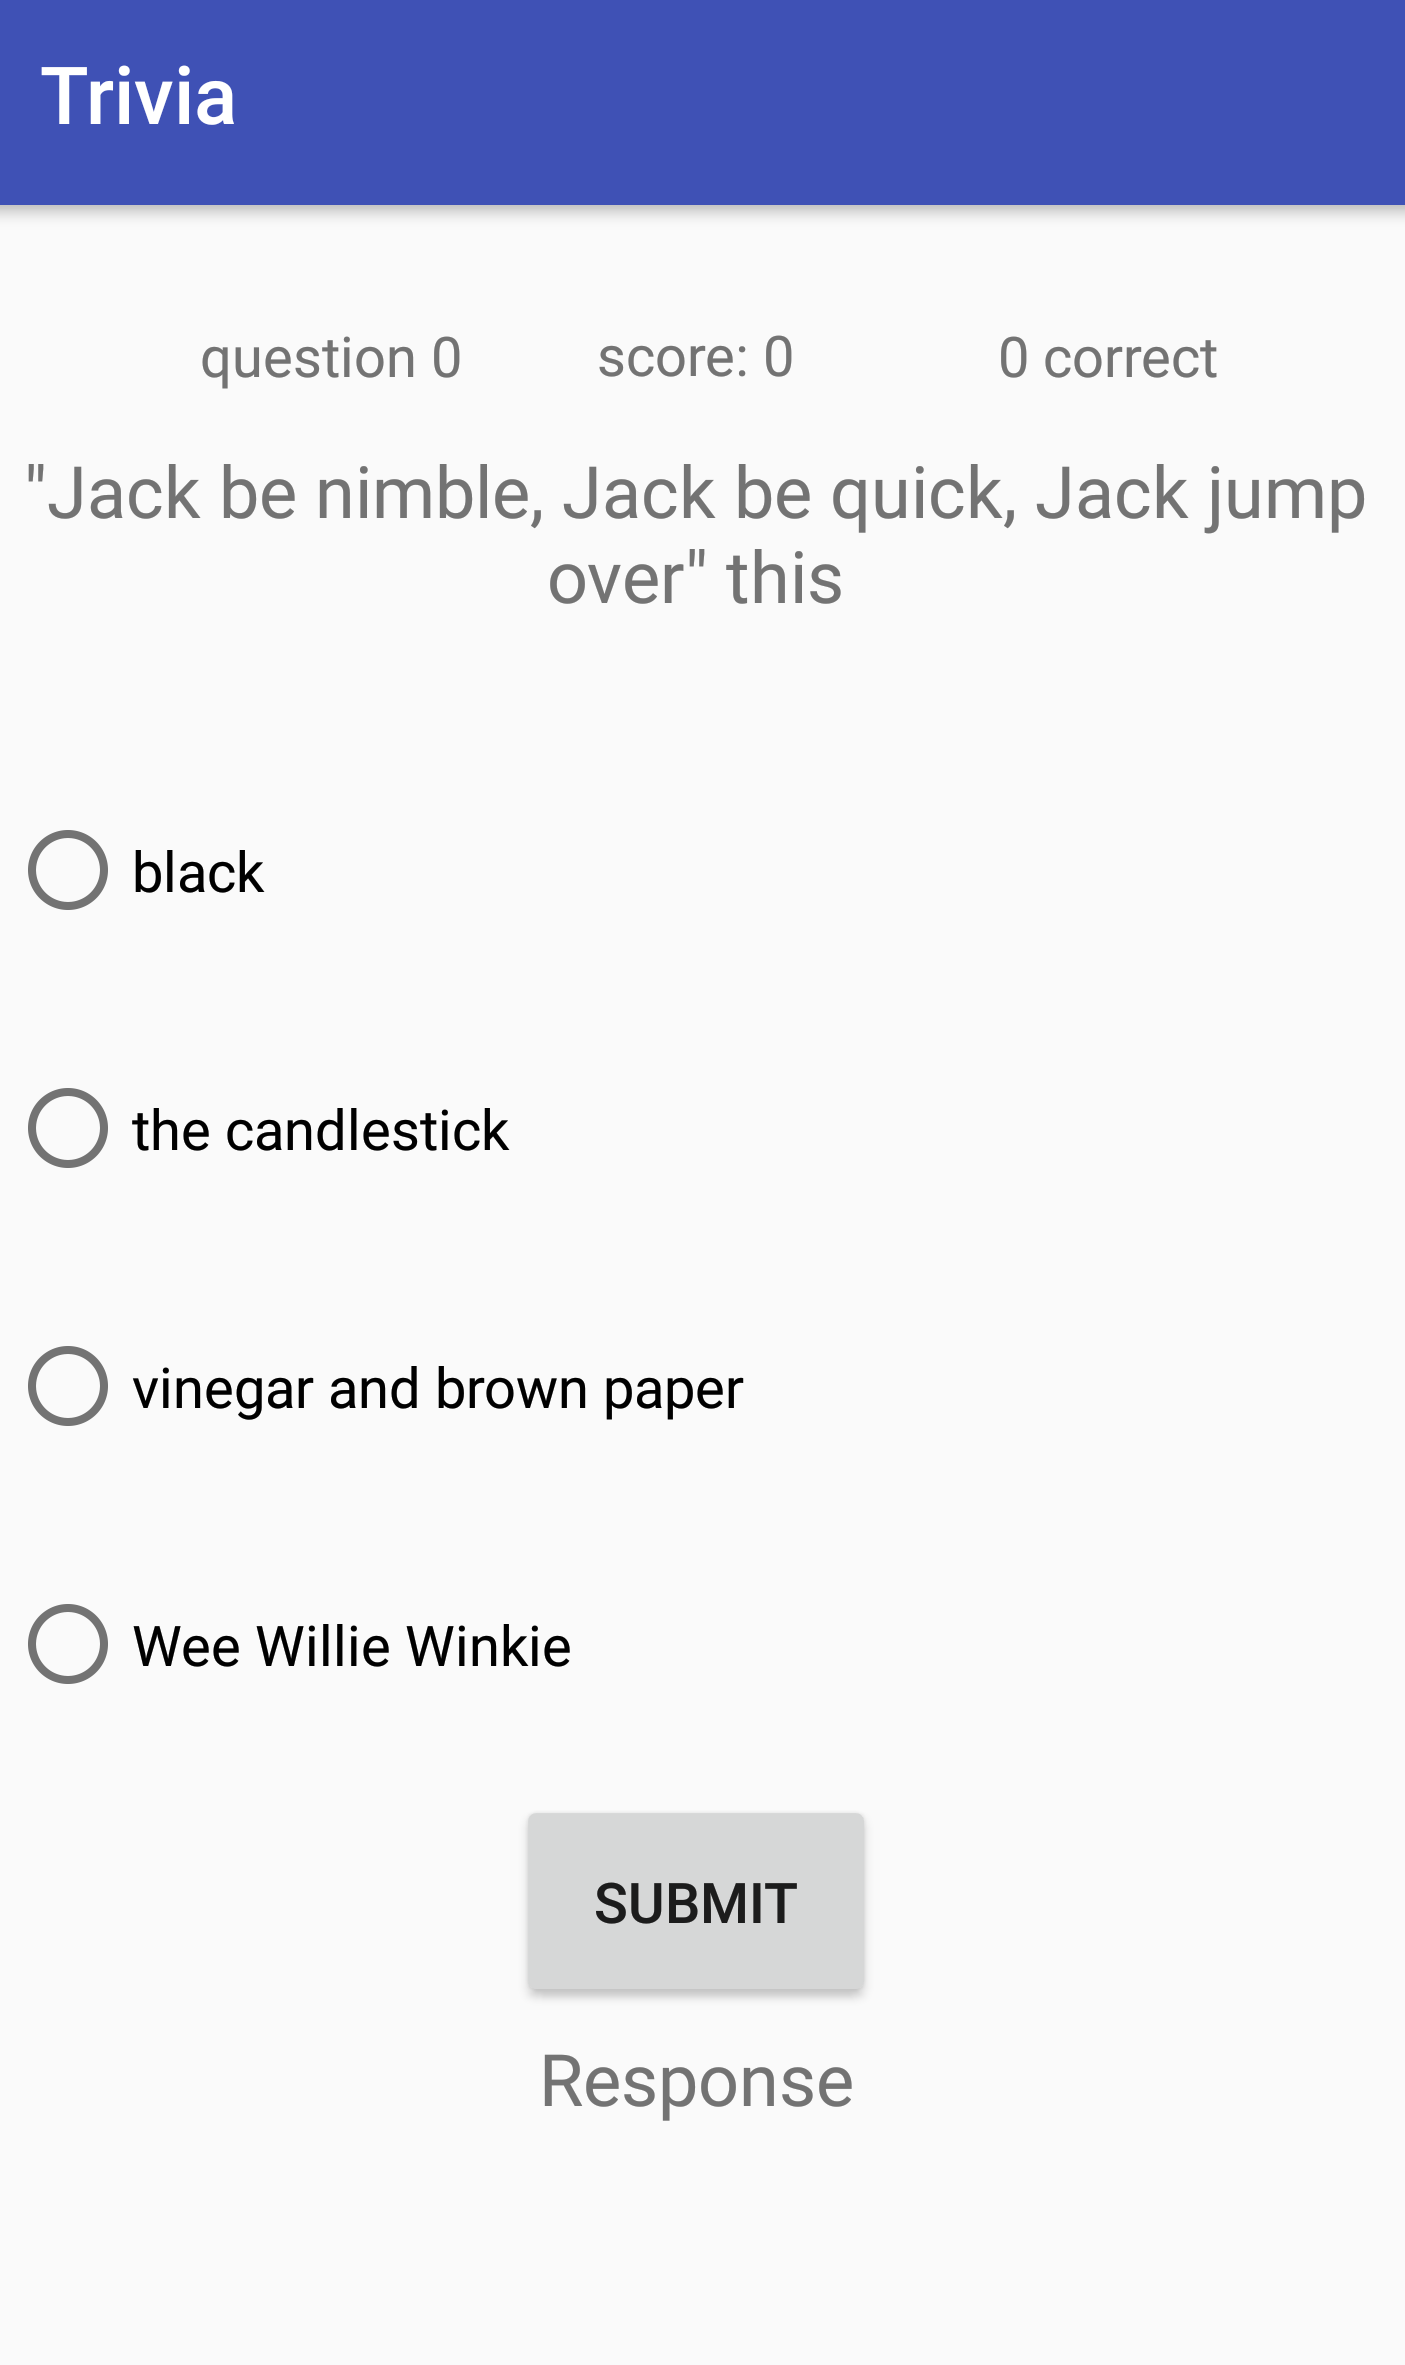 Trivia
question 0 score: 0 0 correct
"Jack be nimble, Jack be quick, Jack jump
over" this
black
the candlestick
vinegar and brown paper
Wee Willie Winkie
SUBMIT
Response